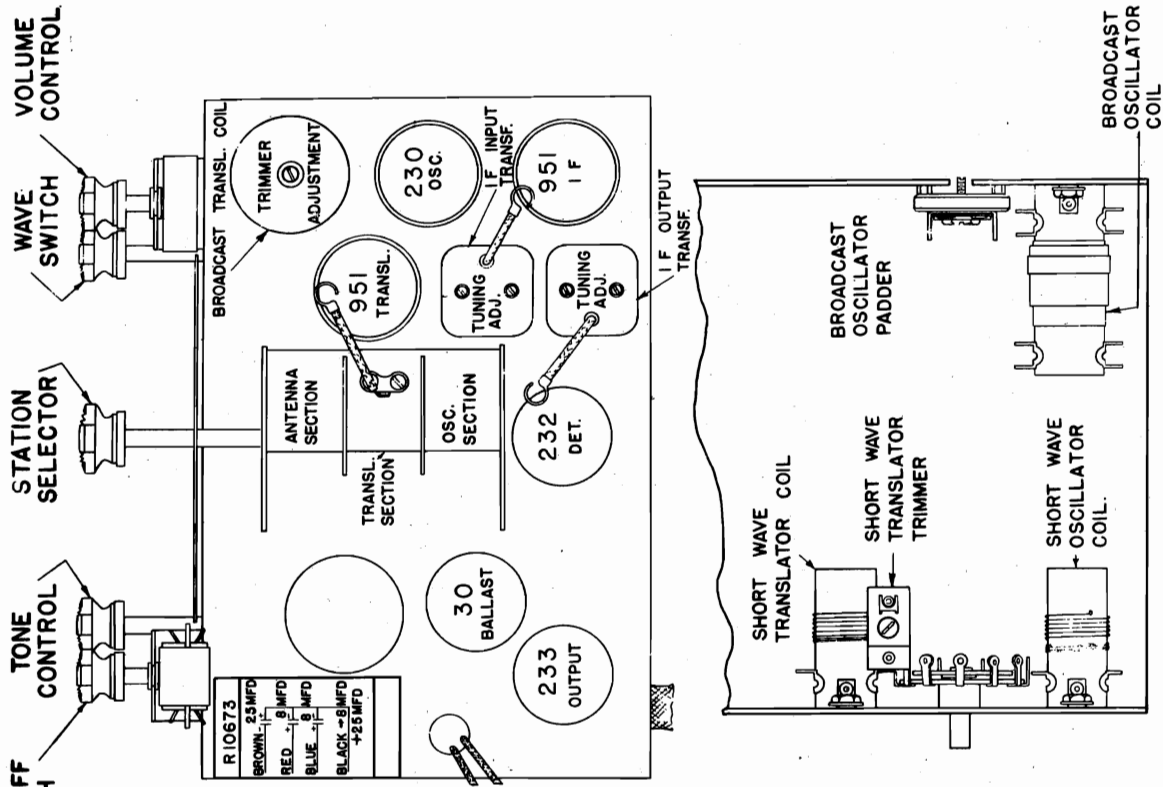 FF
H
TONE
CONTROL
STATION
SELECTOR
WAVE
SWITCH
VOLUME
CONTROL
R10673
BROWN - 25 MFD
RED + 8 MFD
BLUE + 8 MFD
BLACK - 8 MFD
+25 MFD
BROADCAST TRANSL. COIL
TRIMMER
ADJUSTMENT
951
TRANSL.
230
OSC.
ANTENNA
SECTION
TRANSL.
SECTION
OSC.
SECTION
TUNING
ADJ.
I F INPUT
TRANSF.
951
I F
TUNING
ADJ.
I F OUTPUT
TRANSF.
232
DET.
30
BALLAST
233
OUTPUT
SHORT WAVE
TRANSLATOR COIL
SHORT WAVE
TRANSLATOR
TRIMMER
SHORT WAVE
OSCILLATOR
COIL.
BROADCAST
OSCILLATOR
PADDER
BROADCAST
OSCILLATOR
COIL